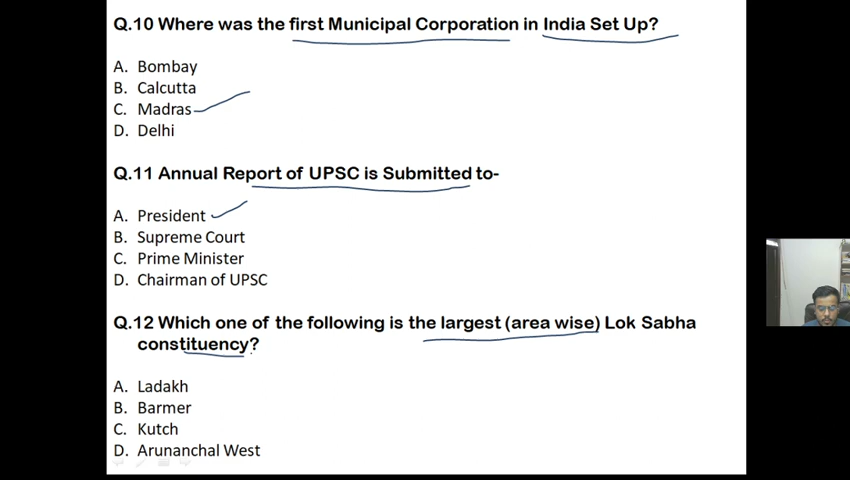 Q.10 Where was the first Municipal Corporation in India Set Up?
A. Bombay
B. Calcutta
C. Madras
D. Delhi
Q.11 Annual Report of UPSC is Submitted to-
A. President
B. Supreme Court
C. Prime Minister
D. Chairman of UPSC
Q.12 Which one of the following is the largest (area wise) Lok Sabha
constituency?
A. Ladakh
B. Barmer
C. Kutch
D. Arunanchal West